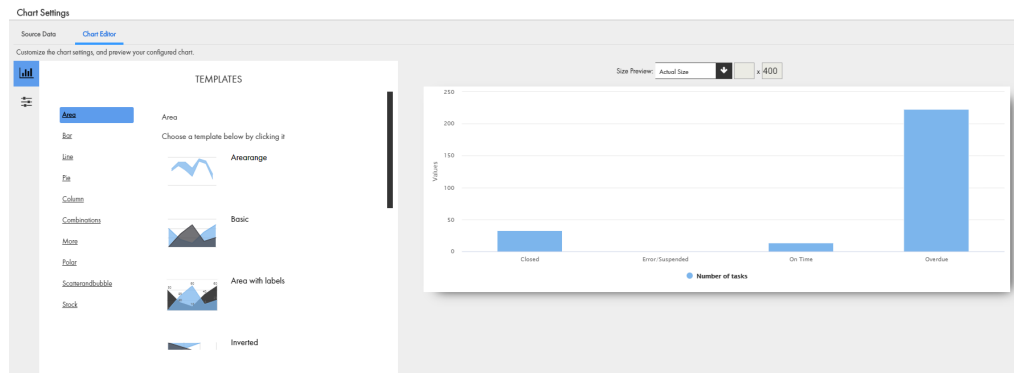 Chart Settings
Source Data Chart Editor
Customize the chart settings, and preview your configured chart.
TEMPLATES
Area
Bar
Line
Pie
Column
Combinations
More
Polar
Scatterandbubble
Stock
Area
Choose a template below by clicking it
Arearange
Basic
Area with labels
Inverted
Size Preview: Actual Size x 400
250
200
150
100
50
0
Values
Closed Error/Suspended On Time Overdue
Number of tasks